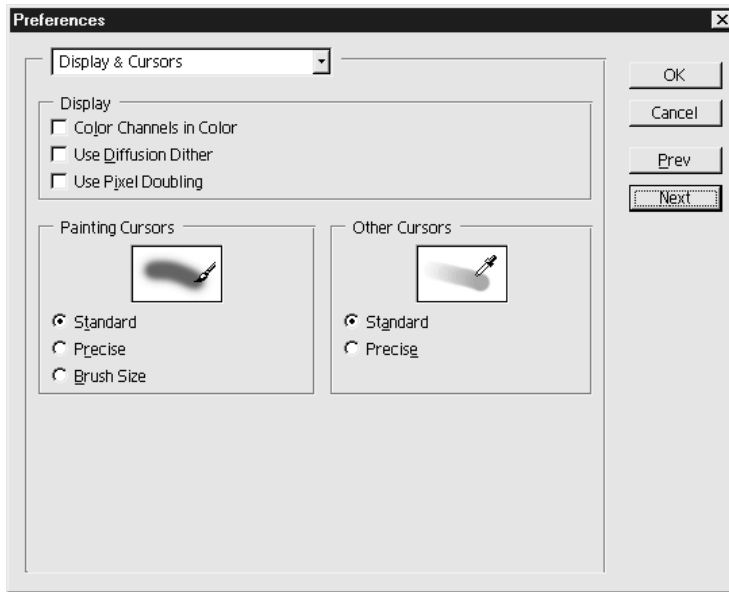 Preferences
Display & Cursors
OK
Cancel
Prev
Next
Display
Color Channels in Color
Use Diffusion Dither
Use Pixel Doubling
Painting Cursors
Standard
Precise
Brush Size
Other Cursors
Standard
Precise